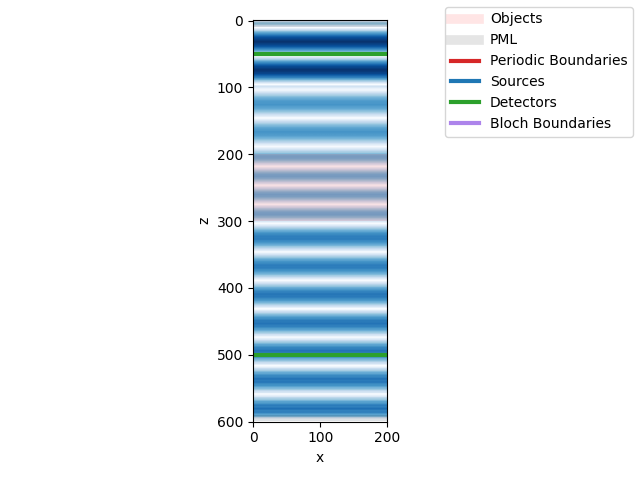 0
100
200
300
400
500
600
z
0 100 200
x
Objects
PML
Periodic Boundaries
Sources
Detectors
Bloch Boundaries